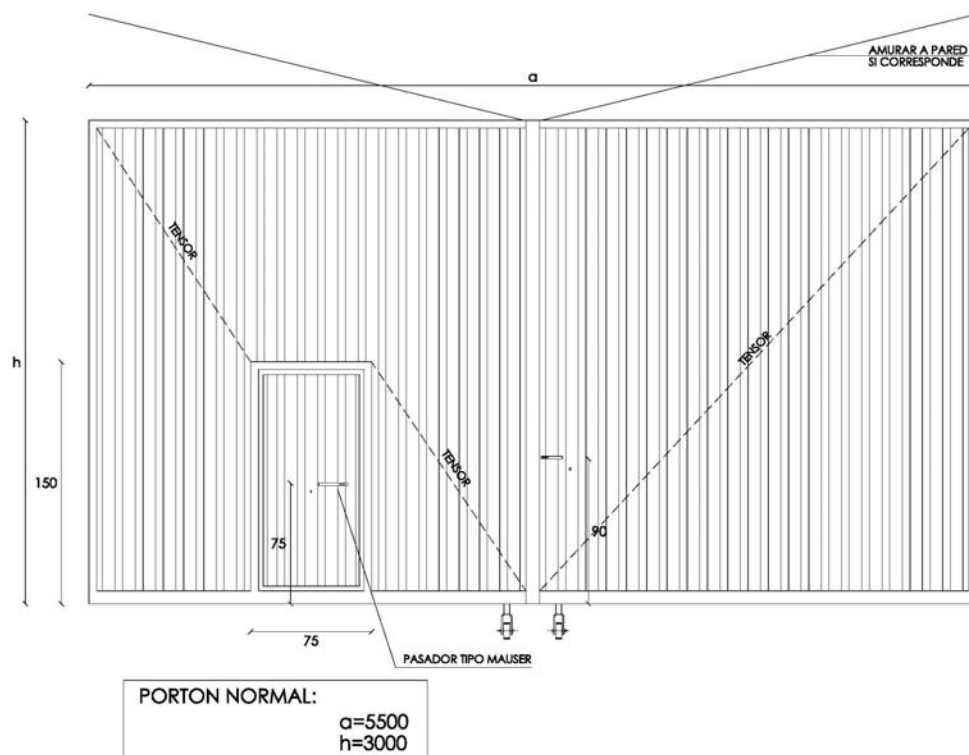 AMURAR A PARED
SI CORRESPONDE
a
TENSOR
h
TENSOR
TENSOR
150
75
90
75
PASADOR TIPO MAUSER
PORTON NORMAL:
a=5500
h=3000